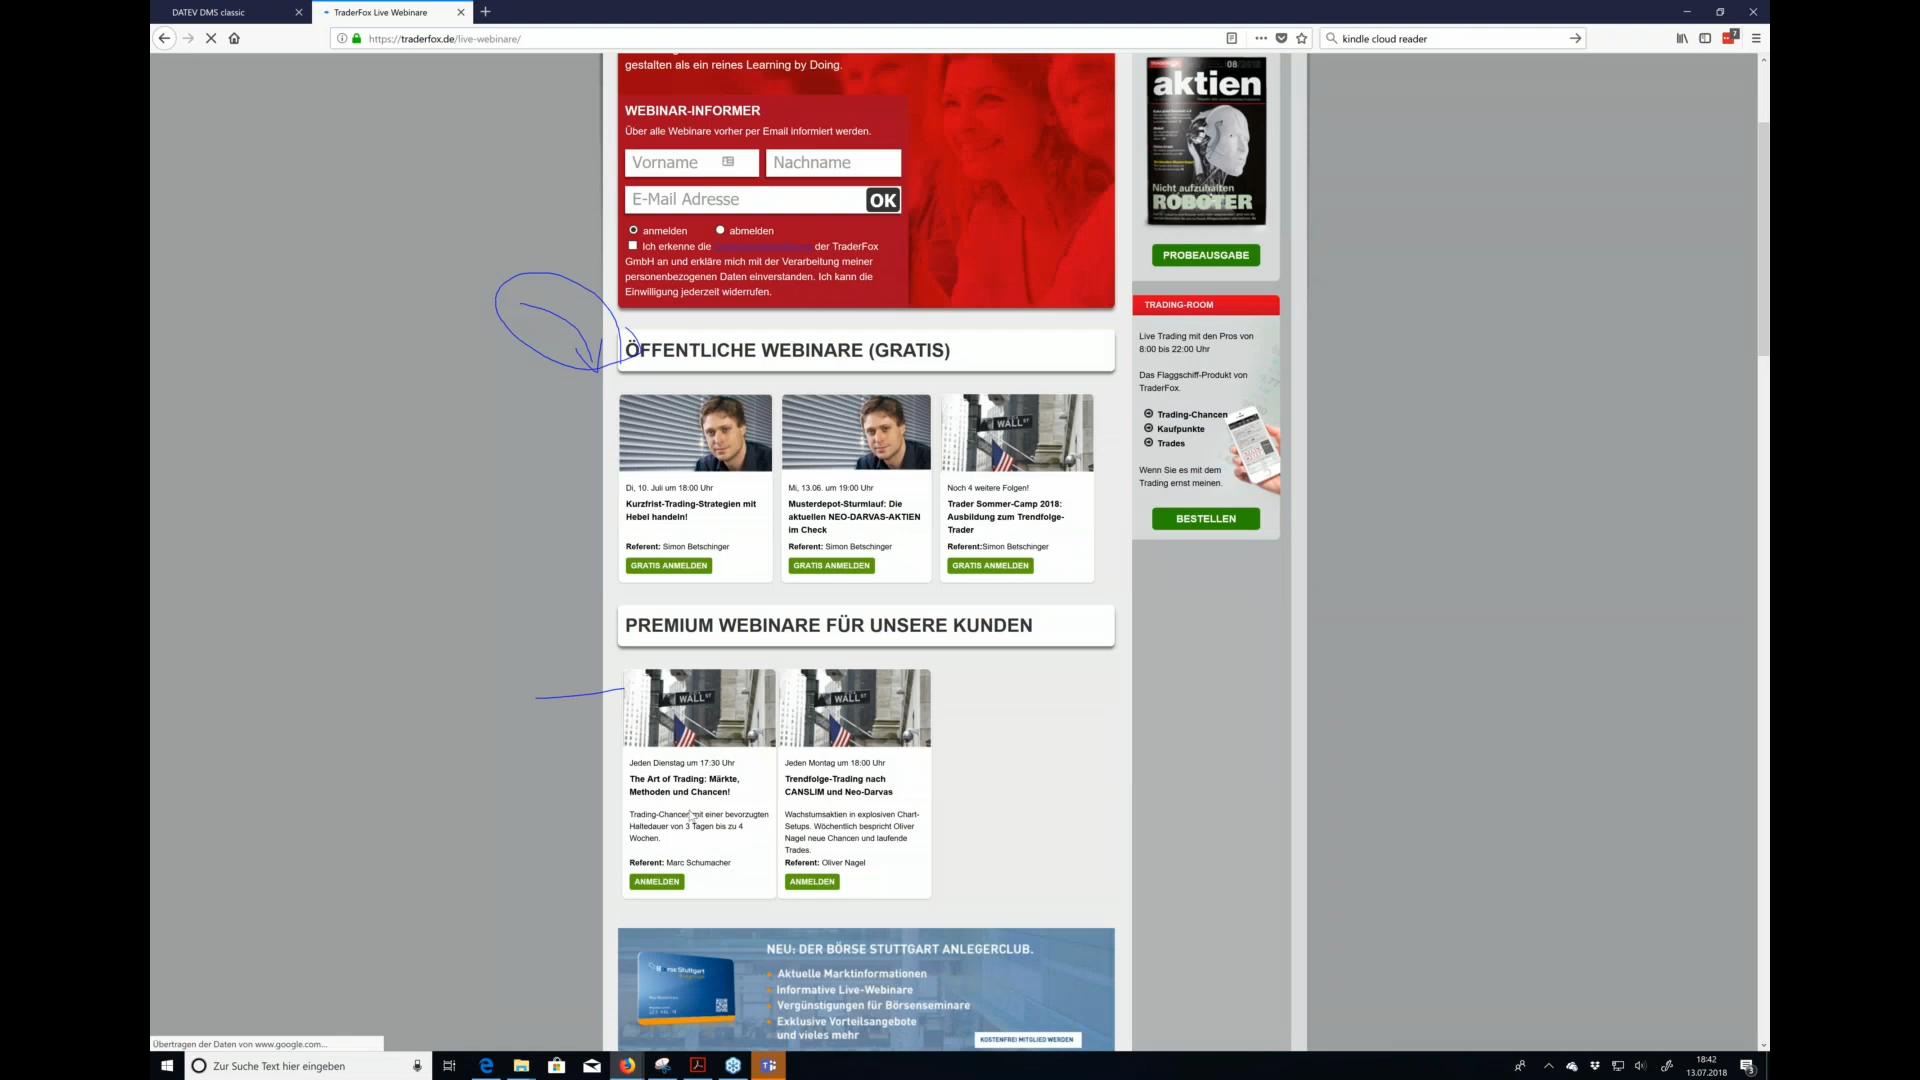 DATEV DMS classic
TraderFox Live Webinare
https://traderfox.de/live-webinare/
kindle cloud reader
7
gestalten als ein reines Learning by Doing.
WEBINAR-INFORMER
Über alle Webinare vorher per Email informiert werden.
Vorname
Nachname
E-Mail Adresse
OK
anmelden
abmelden
Ich erkenne die
der TraderFox
GmbH an und erkläre mich mit der Verarbeitung meiner
personenbezogenen Daten einverstanden. Ich kann die
Einwilligung jederzeit widerrufen.
ÖFFENTLICHE WEBINARE (GRATIS)
WALL ST
Di, 10. Juli um 18:00 Uhr
Kurzfrist-Trading-Strategien mit
Hebel handeln!
Referent: Simon Betschinger
GRATIS ANMELDEN
Mi, 13.06. um 19:00 Uhr
Musterdepot-Sturmlauf: Die
aktuellen NEO-DARVAS-AKTIEN
im Check
Referent: Simon Betschinger
GRATIS ANMELDEN
Noch 4 weitere Folgen!
Trader Sommer-Camp 2018:
Ausbildung zum Trendfolge-
Trader
Referent:Simon Betschinger
GRATIS ANMELDEN
PREMIUM WEBINARE FÜR UNSERE KUNDEN
WALL ST
WALL ST
Jeden Dienstag um 17:30 Uhr
The Art of Trading: Märkte,
Methoden und Chancen!
Trading-Chancen mit einer bevorzugten
Haltedauer von 3 Tagen bis zu 4
Wochen.
Referent: Marc Schumacher
ANMELDEN
Jeden Montag um 18:00 Uhr
Trendfolge-Trading nach
CANSLIM und Neo-Darvas
Wachstumsaktien in explosiven Chart-
Setups. Wöchentlich bespricht Oliver
Nagel neue Chancen und laufende
Trades.
Referent: Oliver Nagel
ANMELDEN
NEU: DER BÖRSE STUTTGART ANLEGERCLUB.
Aktuelle Marktinformationen
Informative Live-Webinare
Vergünstigungen für Börsenseminare
Exklusive Vorteilsangebote
und vieles mehr
KOSTENFREI MITGLIED WERDEN
aktien
Nicht aufzuhalten
ROBOTER
PROBEAUSGABE
TRADING-ROOM
Live Trading mit den Pros von
8:00 bis 22:00 Uhr
Das Flaggschiff-Produkt von
TraderFox.
Trading-Chancen
Kaufpunkte
Trades
Wenn Sie es mit dem
Trading ernst meinen.
BESTELLEN
Übertragen der Daten von www.google.com...
Zur Suche Text hier eingeben
18:42
13.07.2018
3